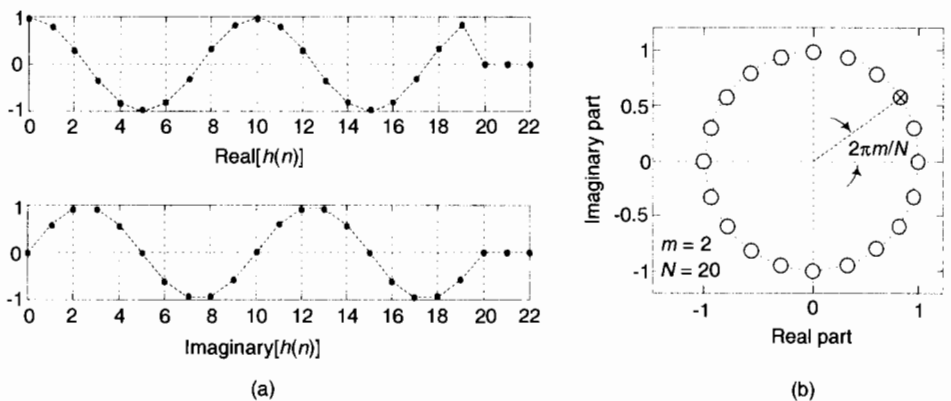 1
0
-1
0 2 4 6 8 10 12 14 16 18 20 22
Real[h(n)]
1
0
-1
0 2 4 6 8 10 12 14 16 18 20 22
Imaginary[h(n)]
(a)
Imaginary part
1
0.5
0
-0.5
-1
2πm/N
m = 2
N = 20
-1 0 1
Real part
(b)